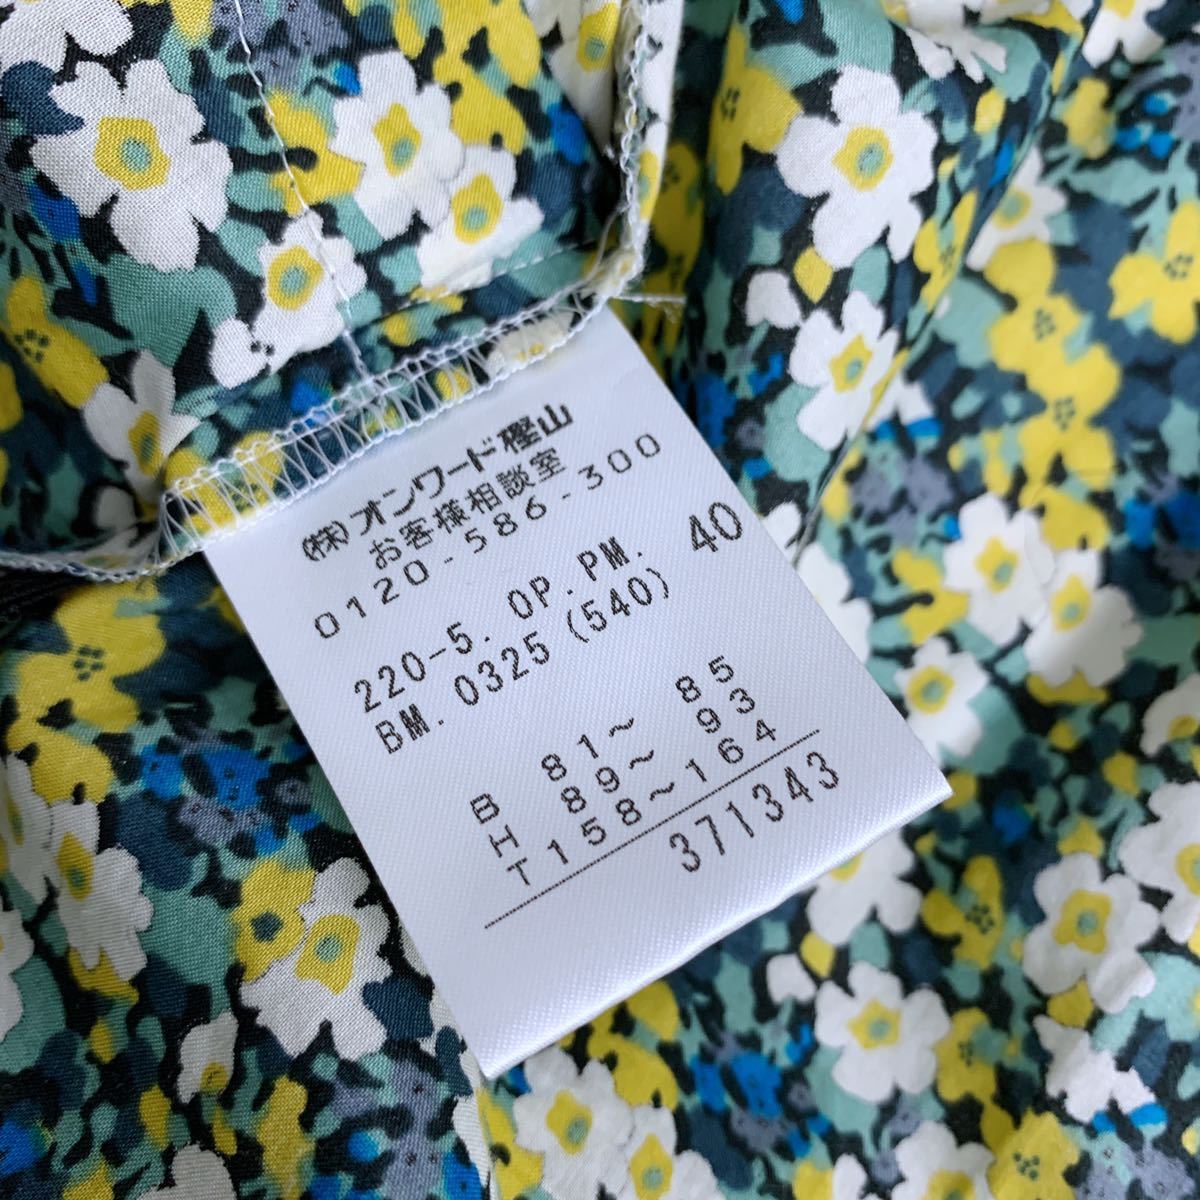 ㈱オンワード樫山
お客様相談室
0120-586-300
220-5. OP. PM. 40
BM. 0325 (540)
B 81～ 85
H 89～ 93
T 158～164
371343